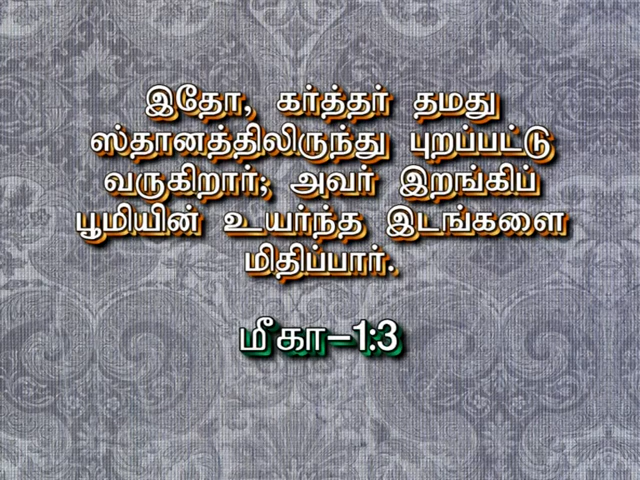 இதோ, கர்த்தர் தமது
ஸ்தானத்திலிருந்து புறப்பட்டு
வருகிறார்; அவர் இறங்கிப்
பூமியின் உயர்ந்த இடங்களை
மிதிப்பார்.
மீகா-1:3